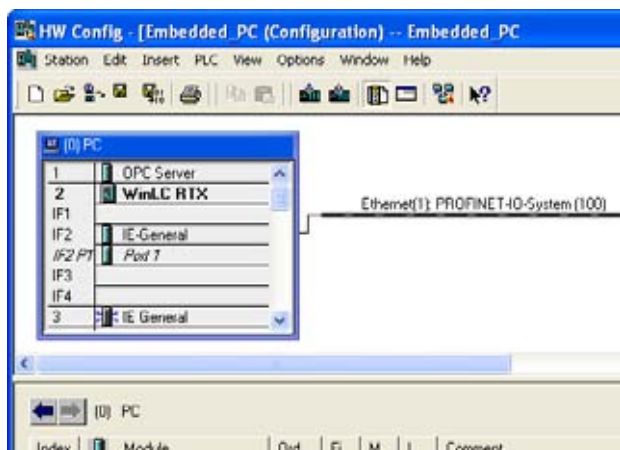 HW Config - [Embedded_PC (Configuration) -- Embedded_PC
Station Edit Insert PLC View Options Window Help
(0) PC
1 OPC Server
2 WinLC RTX
IF1
IF2 IE-General
IF2 P1 Port 1
IF3
IF4
3 IE General
Ethernet(1): PROFINET-IO-System (100)
(0) PC
Index Module Ord... Fi... M... I... Comment